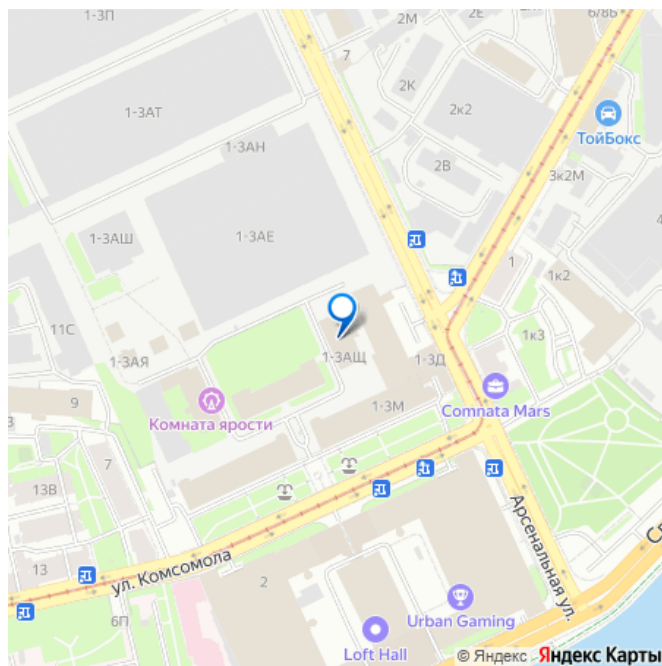 1-3П
2М
2Е
6/8Б
7
2К
1-3АТ
2к2
ТойБокс
1-3АН
2В
3к2М
1-3АШ
1-3АЕ
1
1к2
11С
1-3АЩ
1к3
1-3АЯ
1-3Д
Comnata Mars
9
Комната ярости
1-3М
3
7
13В
Арсенальная ул.
ул. Комсомола
13
2
6П
Urban Gaming
Loft Hall
© Яндекс Яндекс Карты